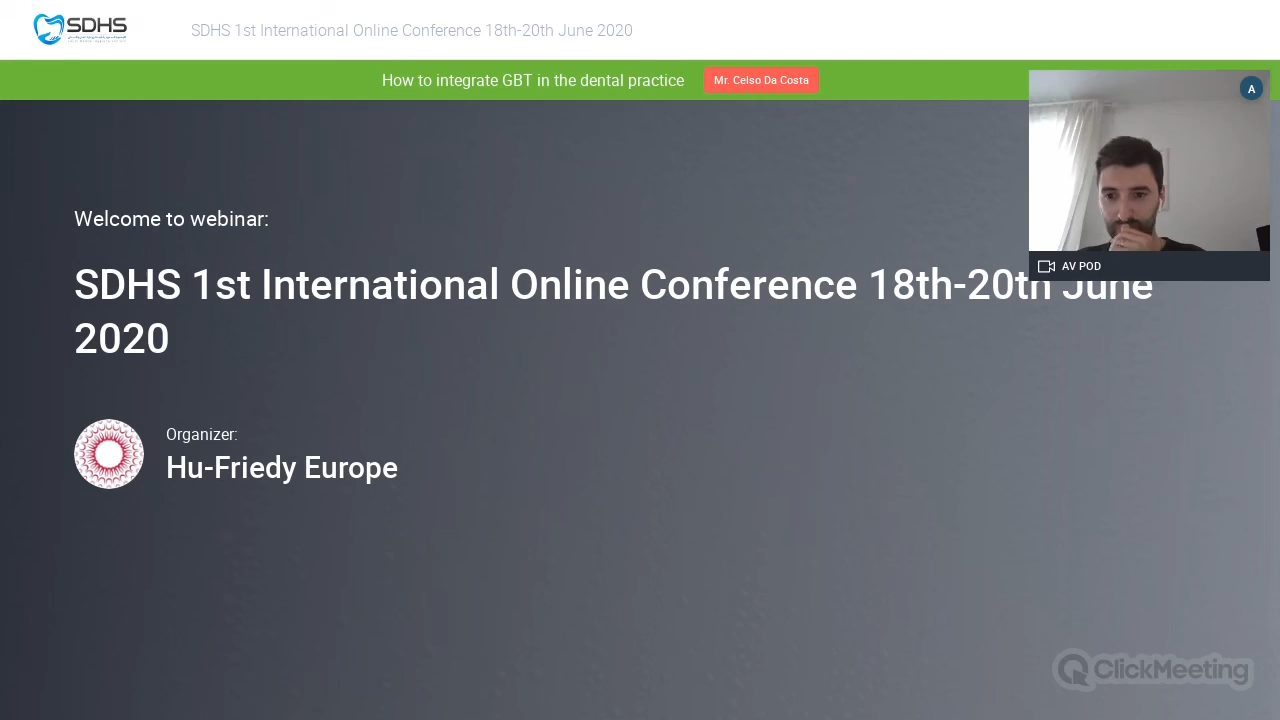 SDHS
SDHS 1st International Online Conference 18th-20th June 2020
How to integrate GBT in the dental practice
Mr. Celso Da Costa
A
AV POD
Welcome to webinar:
SDHS 1st International Online Conference 18th-20th June
2020
Organizer:
Hu-Friedy Europe
ClickMeeting